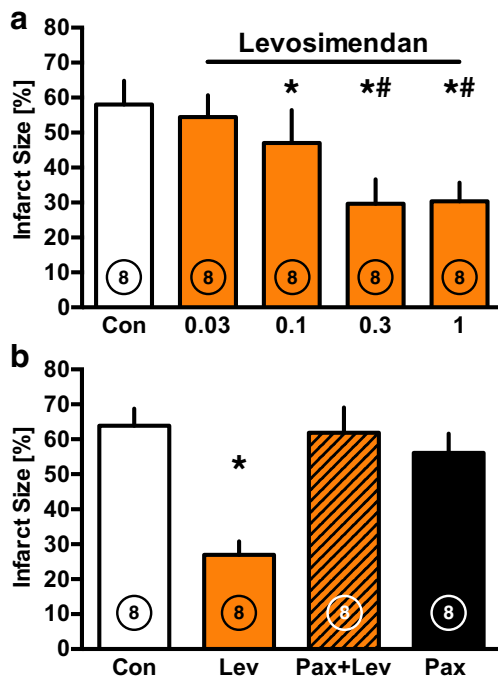 a
Levosimendan
* *# *#
80
70
60
50
40
30
20
10
0
Infarct Size [%]
8 8 8 8 8
Con 0.03 0.1 0.3 1
b
80
70
60
50
40
30
20
10
0
Infarct Size [%]
*
8 8 8 8
Con Lev Pax+Lev Pax